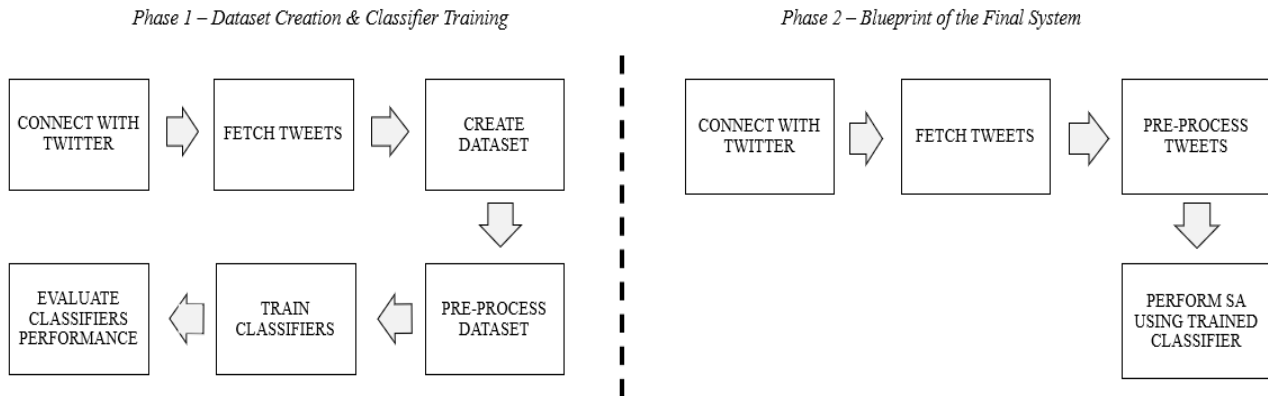 Phase 1 – Dataset Creation & Classifier Training
CONNECT WITH
TWITTER
FETCH TWEETS
CREATE
DATASET
PRE-PROCESS
DATASET
TRAIN
CLASSIFIERS
EVALUATE
CLASSIFIERS
PERFORMANCE
Phase 2 – Blueprint of the Final System
CONNECT WITH
TWITTER
FETCH TWEETS
PRE-PROCESS
TWEETS
PERFORM SA
USING TRAINED
CLASSIFIER